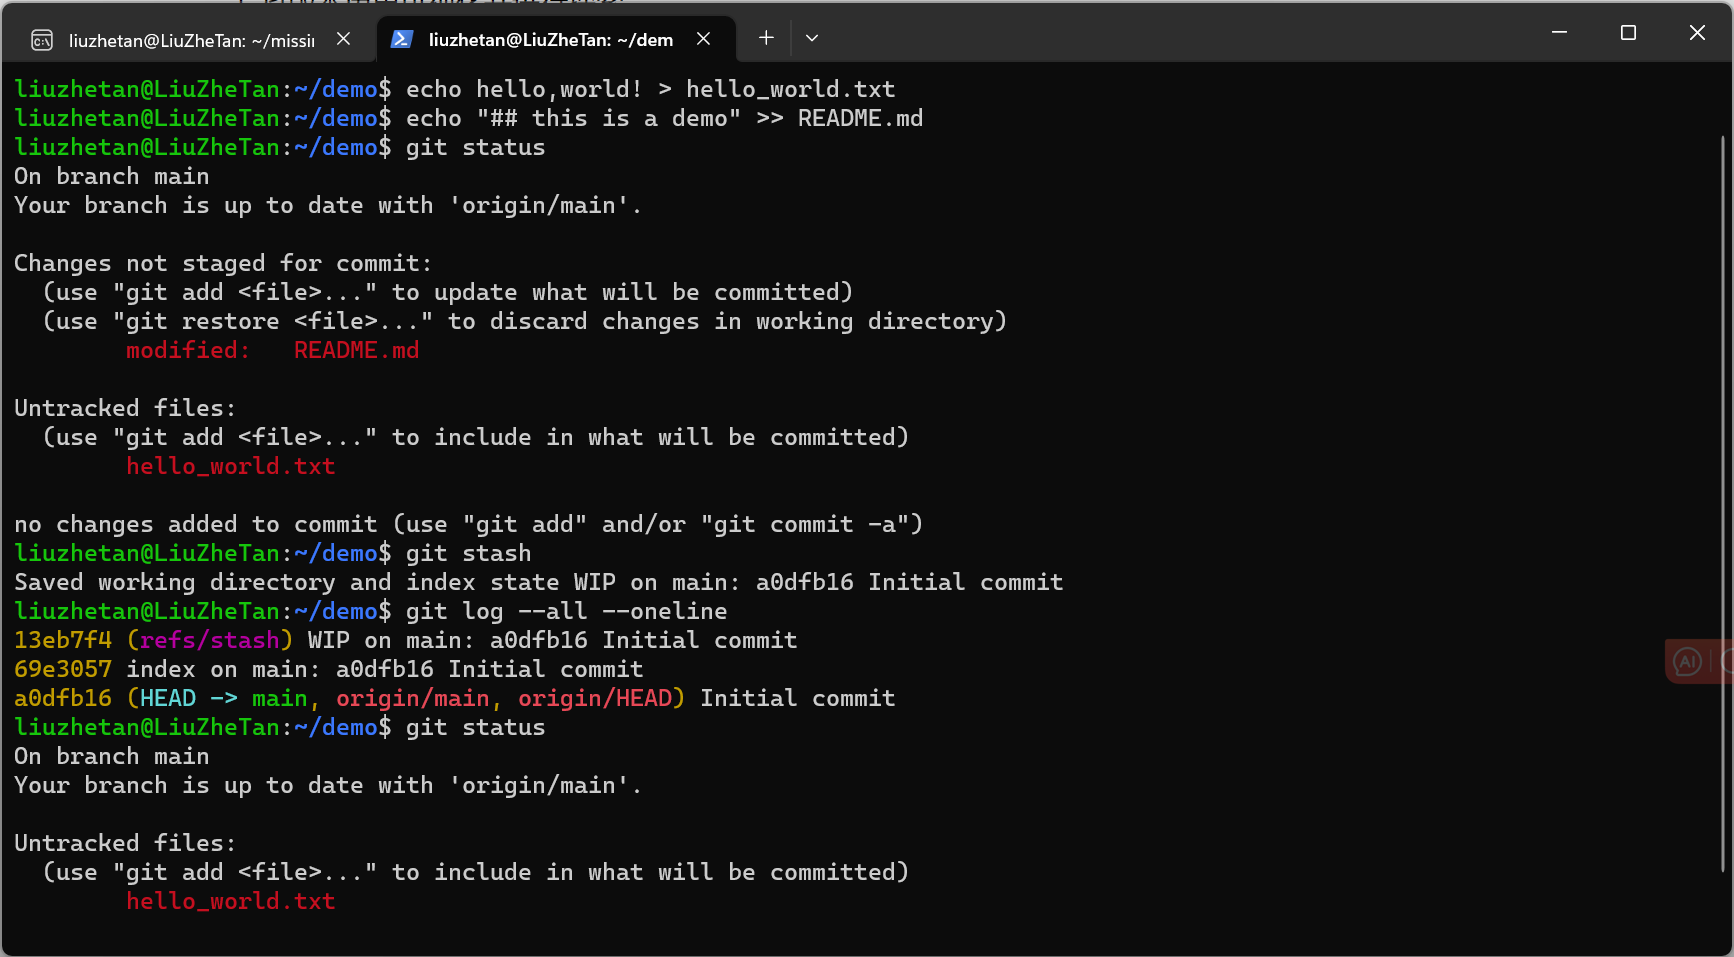 liuzhetan@LiuZheTan: ~/missin
liuzhetan@LiuZheTan: ~/dem
liuzhetan@LiuZheTan:~/demo$ echo hello,world! > hello_world.txt
liuzhetan@LiuZheTan:~/demo$ echo "## this is a demo" >> README.md
liuzhetan@LiuZheTan:~/demo$ git status
On branch main
Your branch is up to date with 'origin/main'.
Changes not staged for commit:
  (use "git add <file>..." to update what will be committed)
  (use "git restore <file>..." to discard changes in working directory)
        modified:   README.md
Untracked files:
  (use "git add <file>..." to include in what will be committed)
        hello_world.txt
no changes added to commit (use "git add" and/or "git commit -a")
liuzhetan@LiuZheTan:~/demo$ git stash
Saved working directory and index state WIP on main: a0dfb16 Initial commit
liuzhetan@LiuZheTan:~/demo$ git log --all --oneline
13eb7f4 (refs/stash) WIP on main: a0dfb16 Initial commit
69e3057 index on main: a0dfb16 Initial commit
a0dfb16 (HEAD -> main, origin/main, origin/HEAD) Initial commit
liuzhetan@LiuZheTan:~/demo$ git status
On branch main
Your branch is up to date with 'origin/main'.
Untracked files:
  (use "git add <file>..." to include in what will be committed)
        hello_world.txt
AI